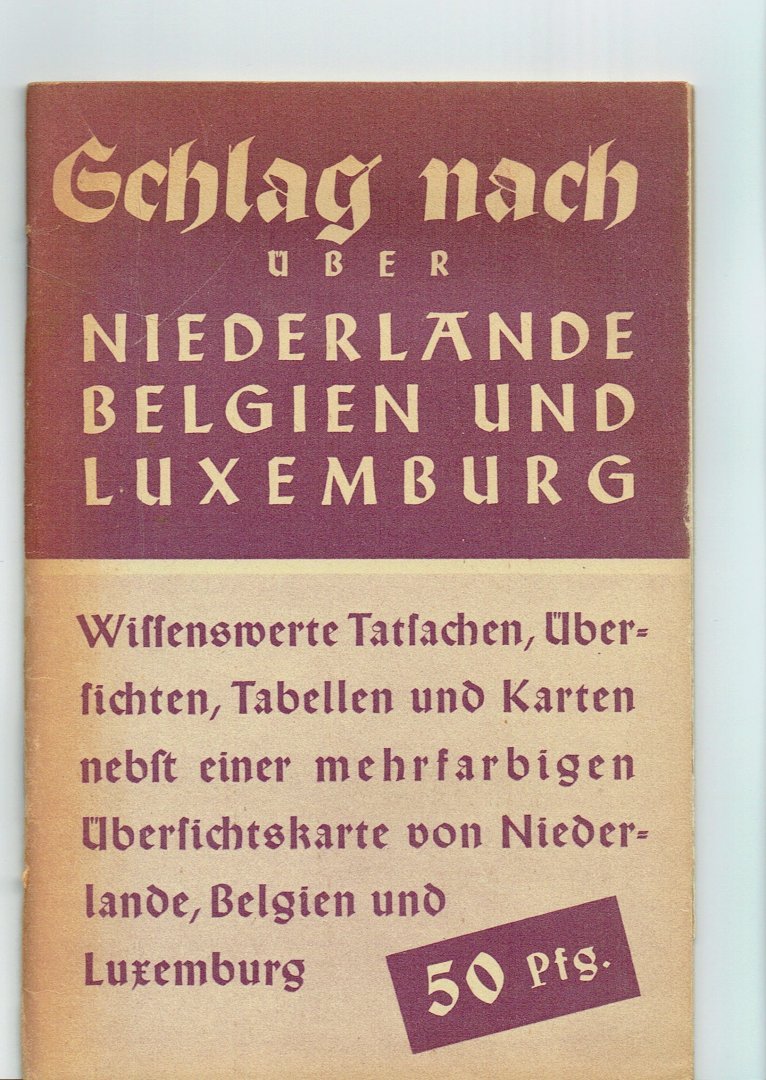 Schlag nach
ÜBER
NIEDERLANDE
BELGIEN UND
LUXEMBURG
Wiſſenswerte Tatſachen, Über-
ſichten, Tabellen und Karten
nebſt einer mehrfarbigen
Überſichtskarte von Nieder-
lande, Belgien und
Luxemburg
50 Pfg.